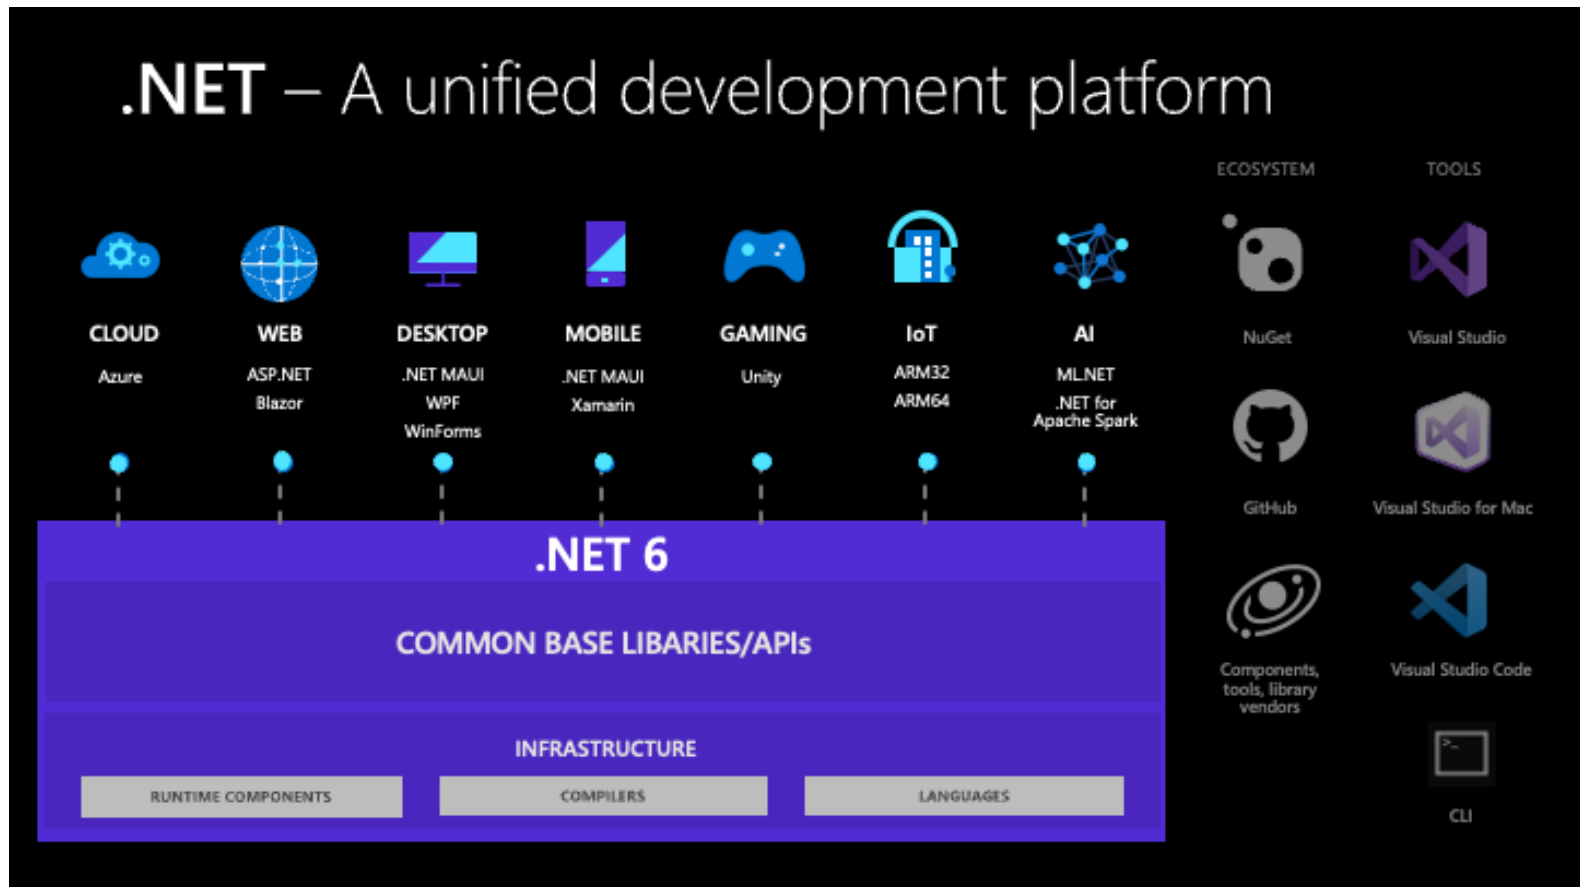 .NET – A unified development platform
ECOSYSTEM
TOOLS
CLOUD
Azure
WEB
ASP.NET
Blazor
DESKTOP
.NET MAUI
WPF
WinForms
MOBILE
.NET MAUI
Xamarin
GAMING
Unity
IoT
ARM32
ARM64
AI
ML.NET
.NET for
Apache Spark
NuGet
GitHub
Components,
tools, library
vendors
Visual Studio
Visual Studio for Mac
Visual Studio Code
>_
CLI
.NET 6
COMMON BASE LIBARIES/APIs
INFRASTRUCTURE
RUNTIME COMPONENTS
COMPILERS
LANGUAGES